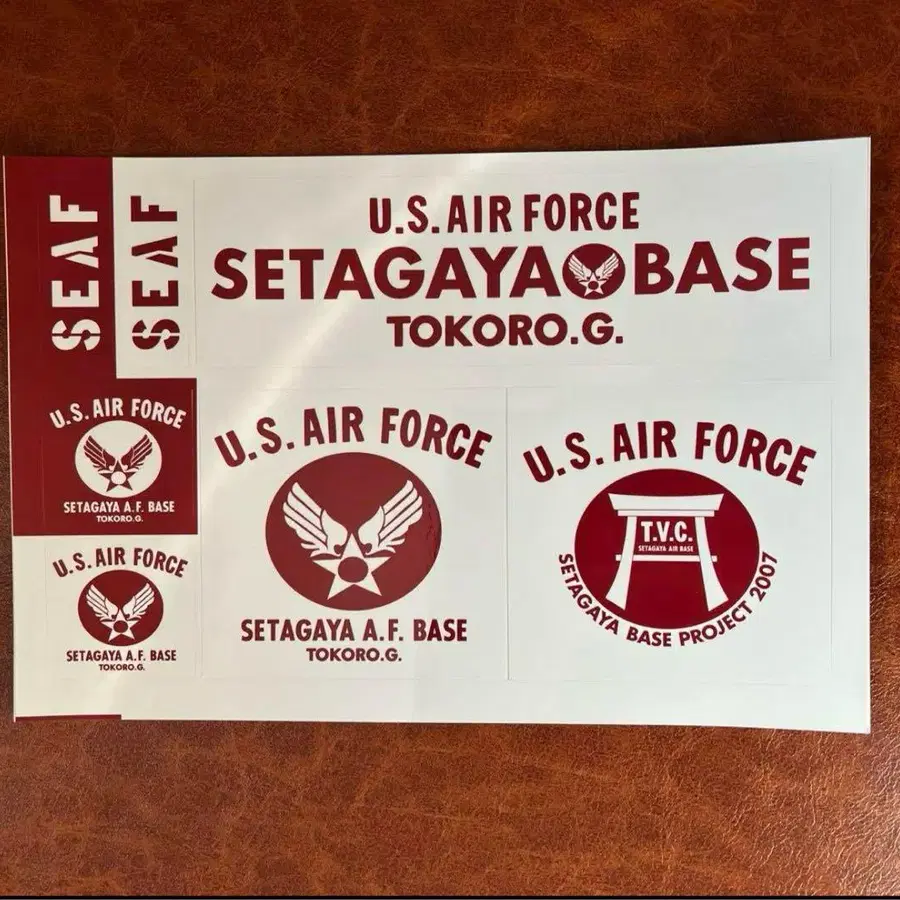 SEAF
SEAF
U.S. AIR FORCE
SETAGAYA BASE
TOKORO.G.
U.S. AIR FORCE
SETAGAYA A.F. BASE
TOKORO.G.
U.S. AIR FORCE
SETAGAYA A.F. BASE
TOKORO.G.
U.S. AIR FORCE
SETAGAYA A.F. BASE
TOKORO.G.
U.S. AIR FORCE
T.V.C.
SETAGAYA AIR BASE
SETAGAYA BASE PROJECT 2007